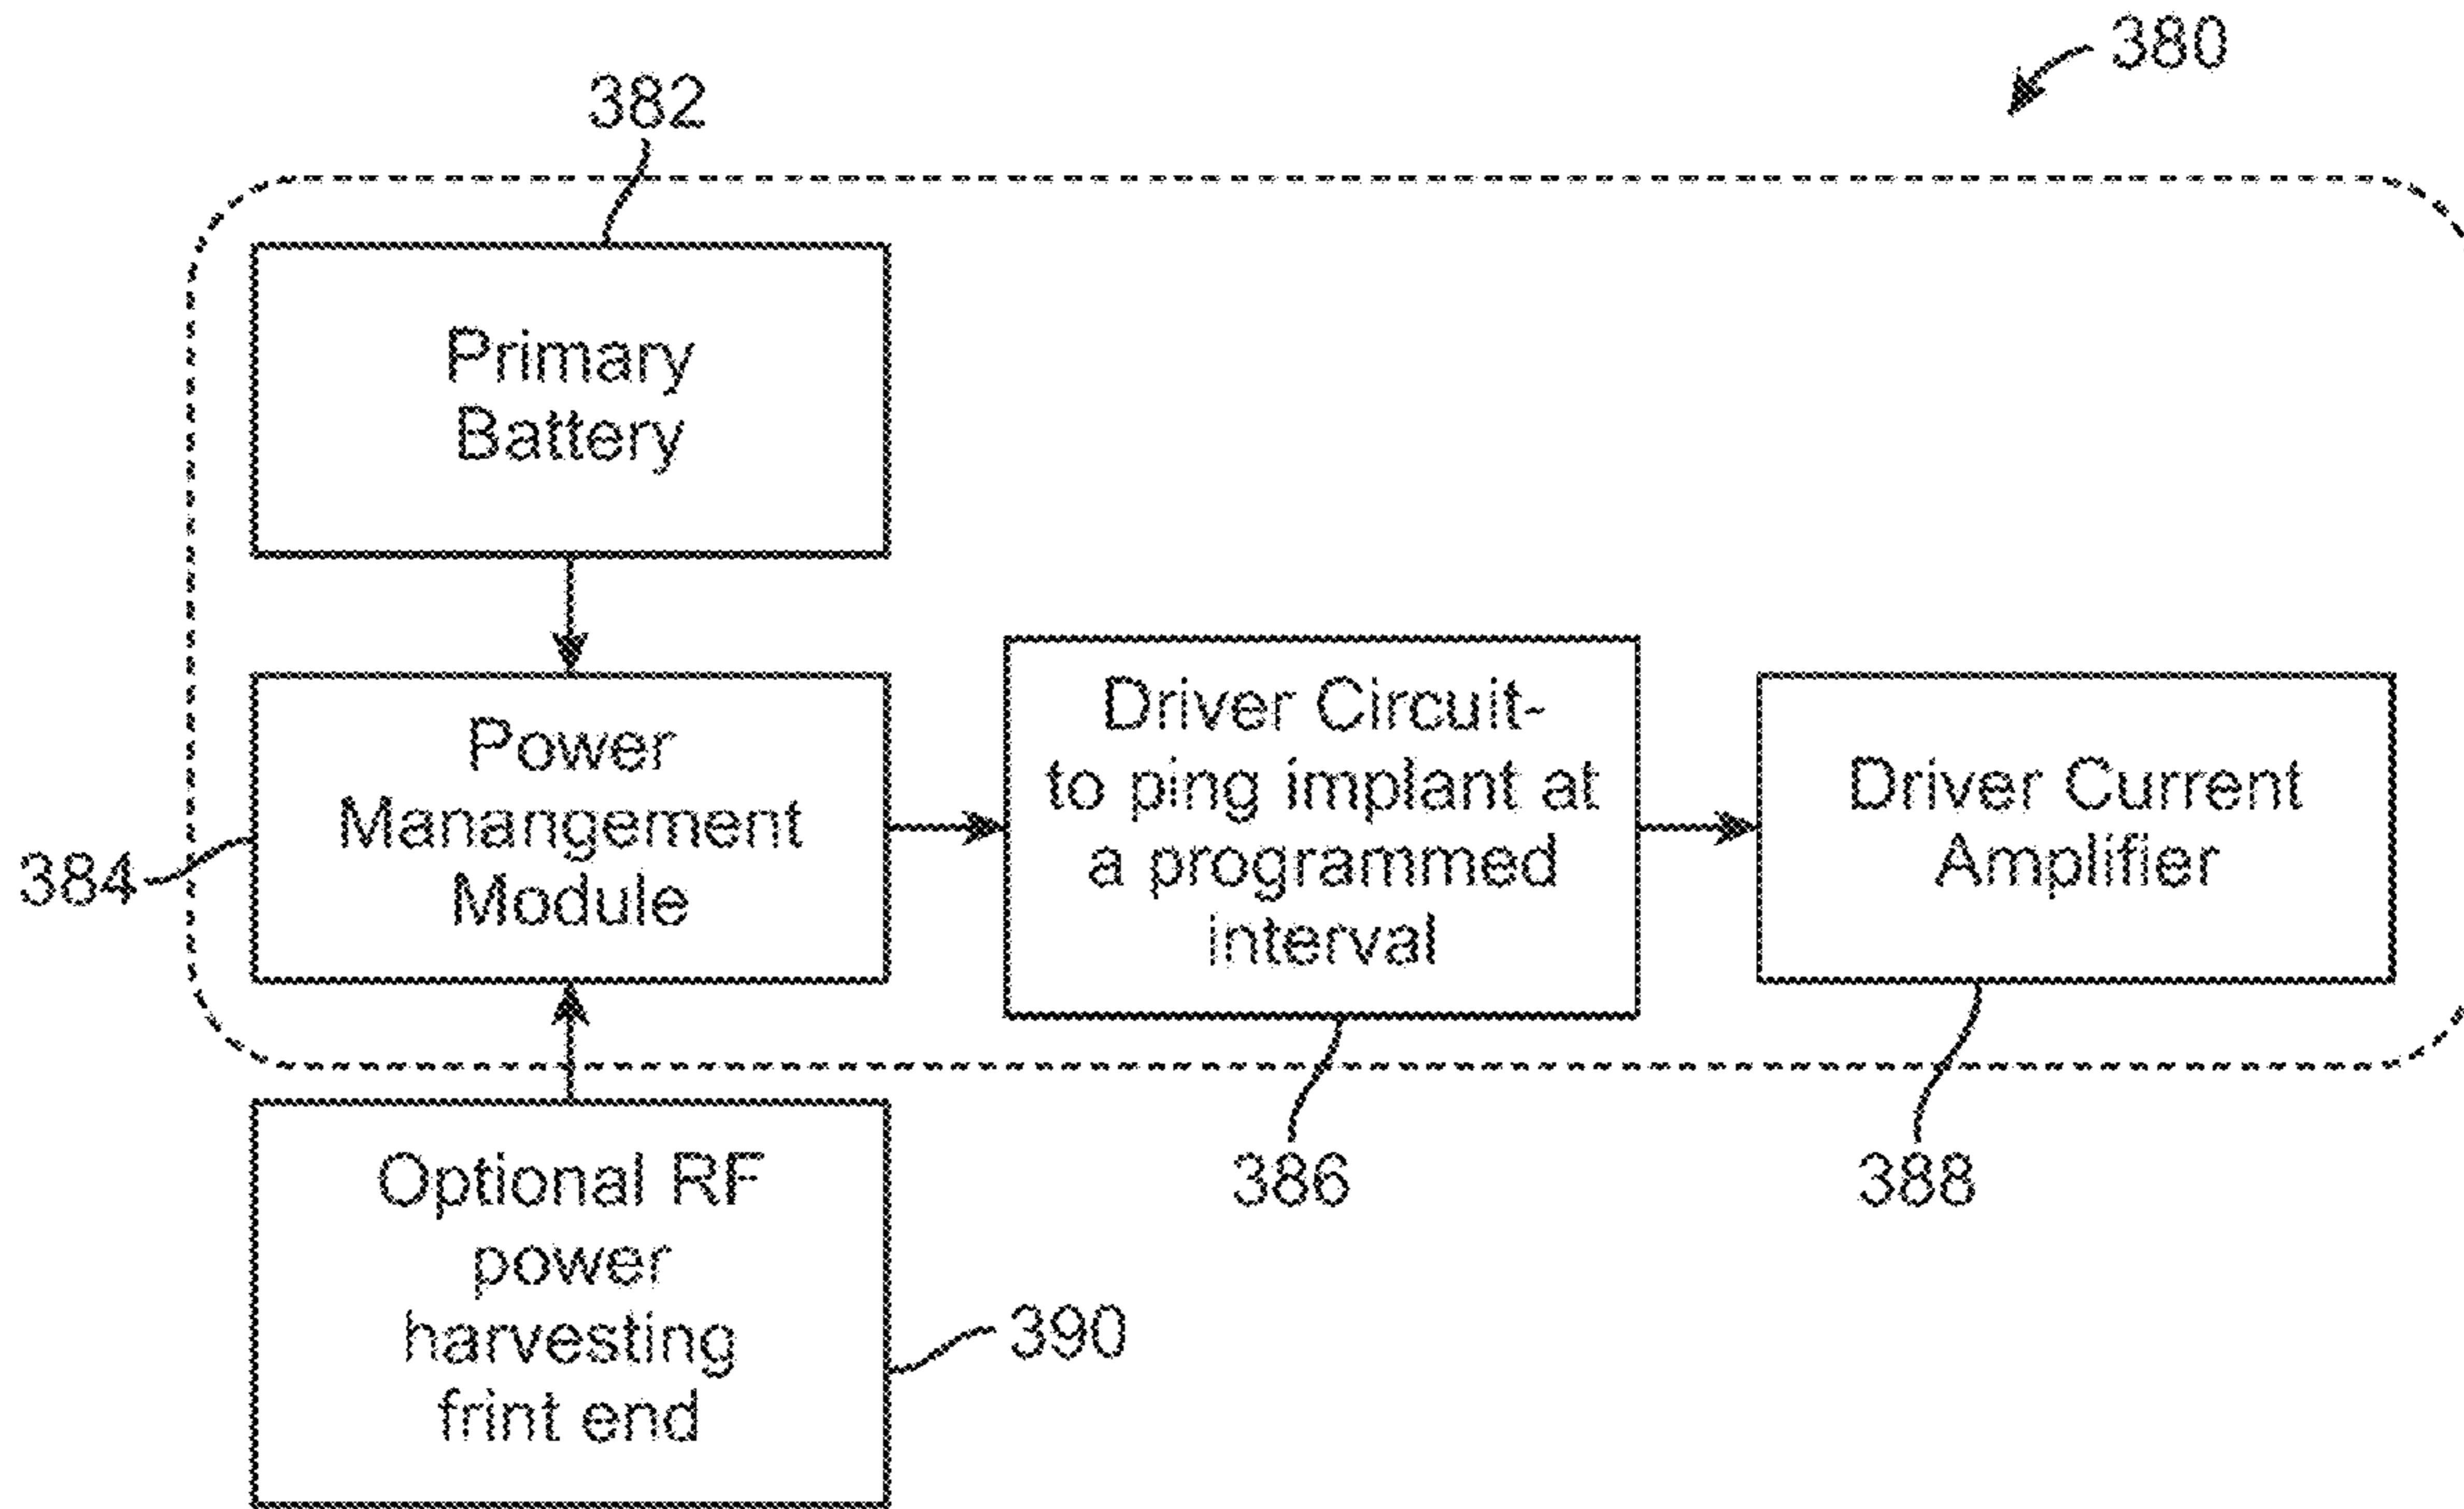 380
382
Primary
Battery
Power
Manangement
Module
384
Driver Circuit-
to ping implant at
a programmed
interval
386
Driver Current
Amplifier
388
Optional RF
power
harvesting
frint end
390